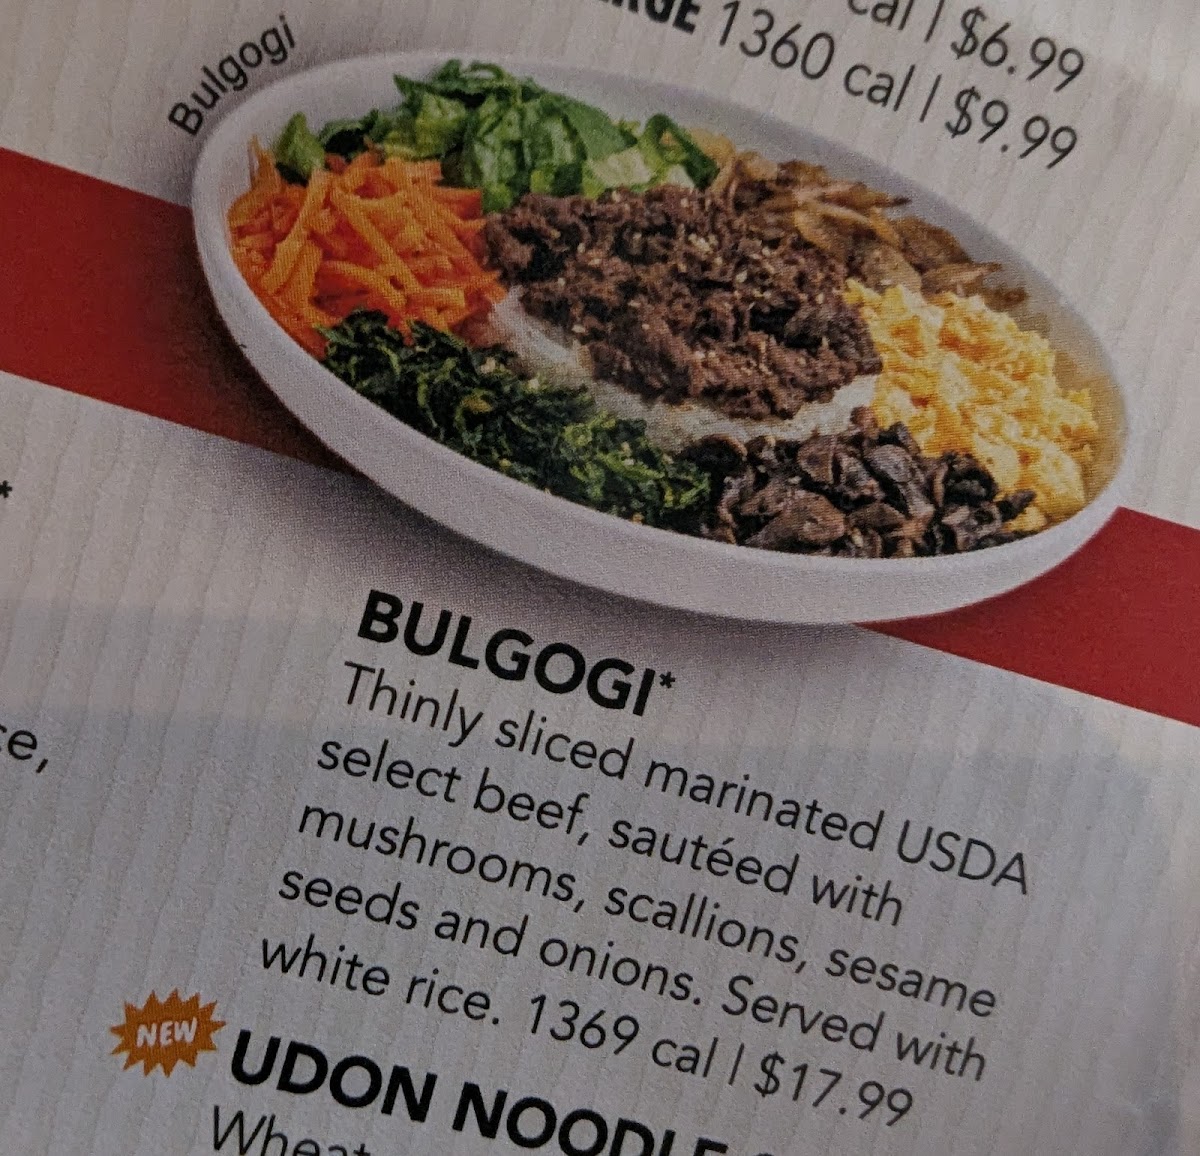 cal | $6.99
1360 cal | $9.99
Bulgogi
*
BULGOGI*
Thinly sliced marinated USDA
select beef, sautéed with
mushrooms, scallions, sesame
seeds and onions. Served with
white rice. 1369 cal | $17.99
NEW
UDON NOODLE